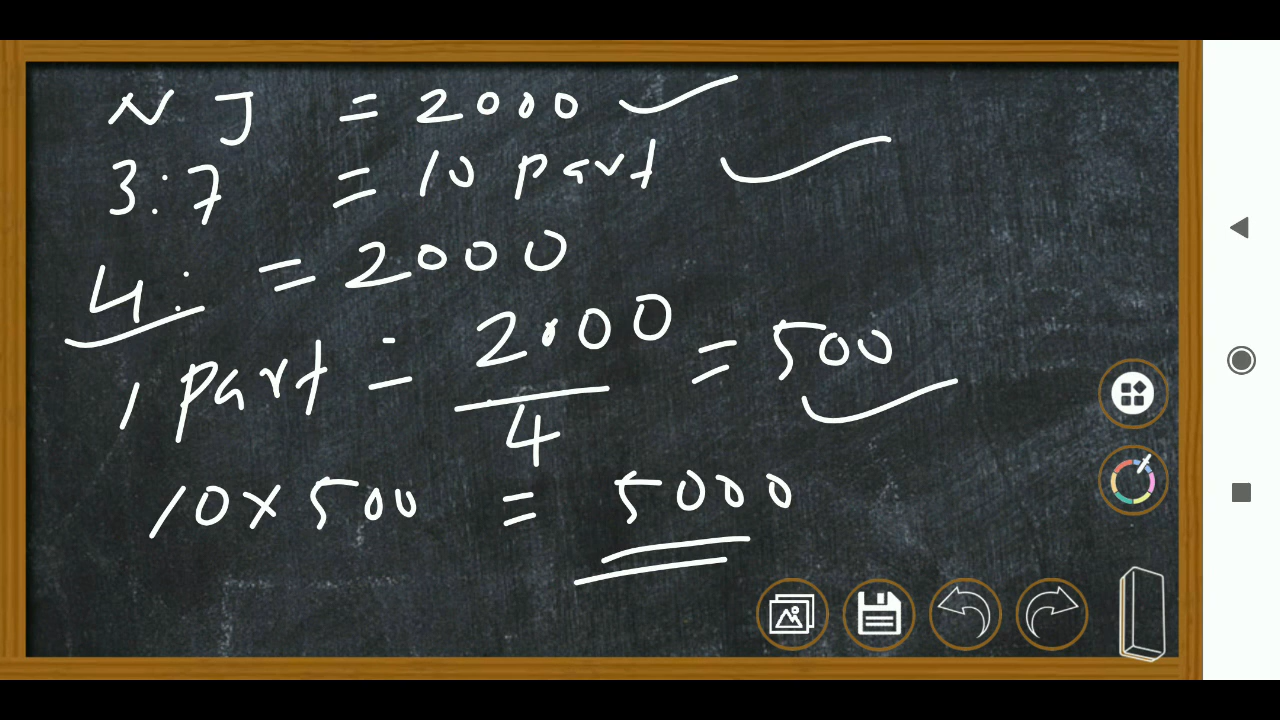 N J = 2000
3:7 = 10 part
4: = 2000
1 part = 2000/4 = 500
10 x 500 = 5000